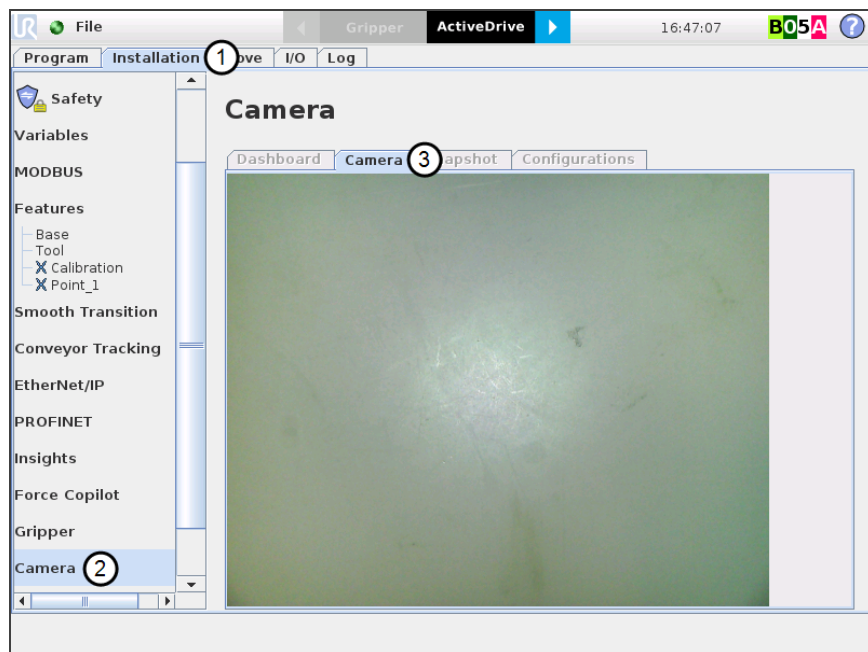 UR File Gripper ActiveDrive 16:47:07 B05A ?
Program Installation 1 ove I/O Log
Safety
Variables
MODBUS
Features
Base
Tool
Calibration
Point_1
Smooth Transition
Conveyor Tracking
EtherNet/IP
PROFINET
Insights
Force Copilot
Gripper
Camera 2
Camera
Dashboard Camera 3 apshot Configurations